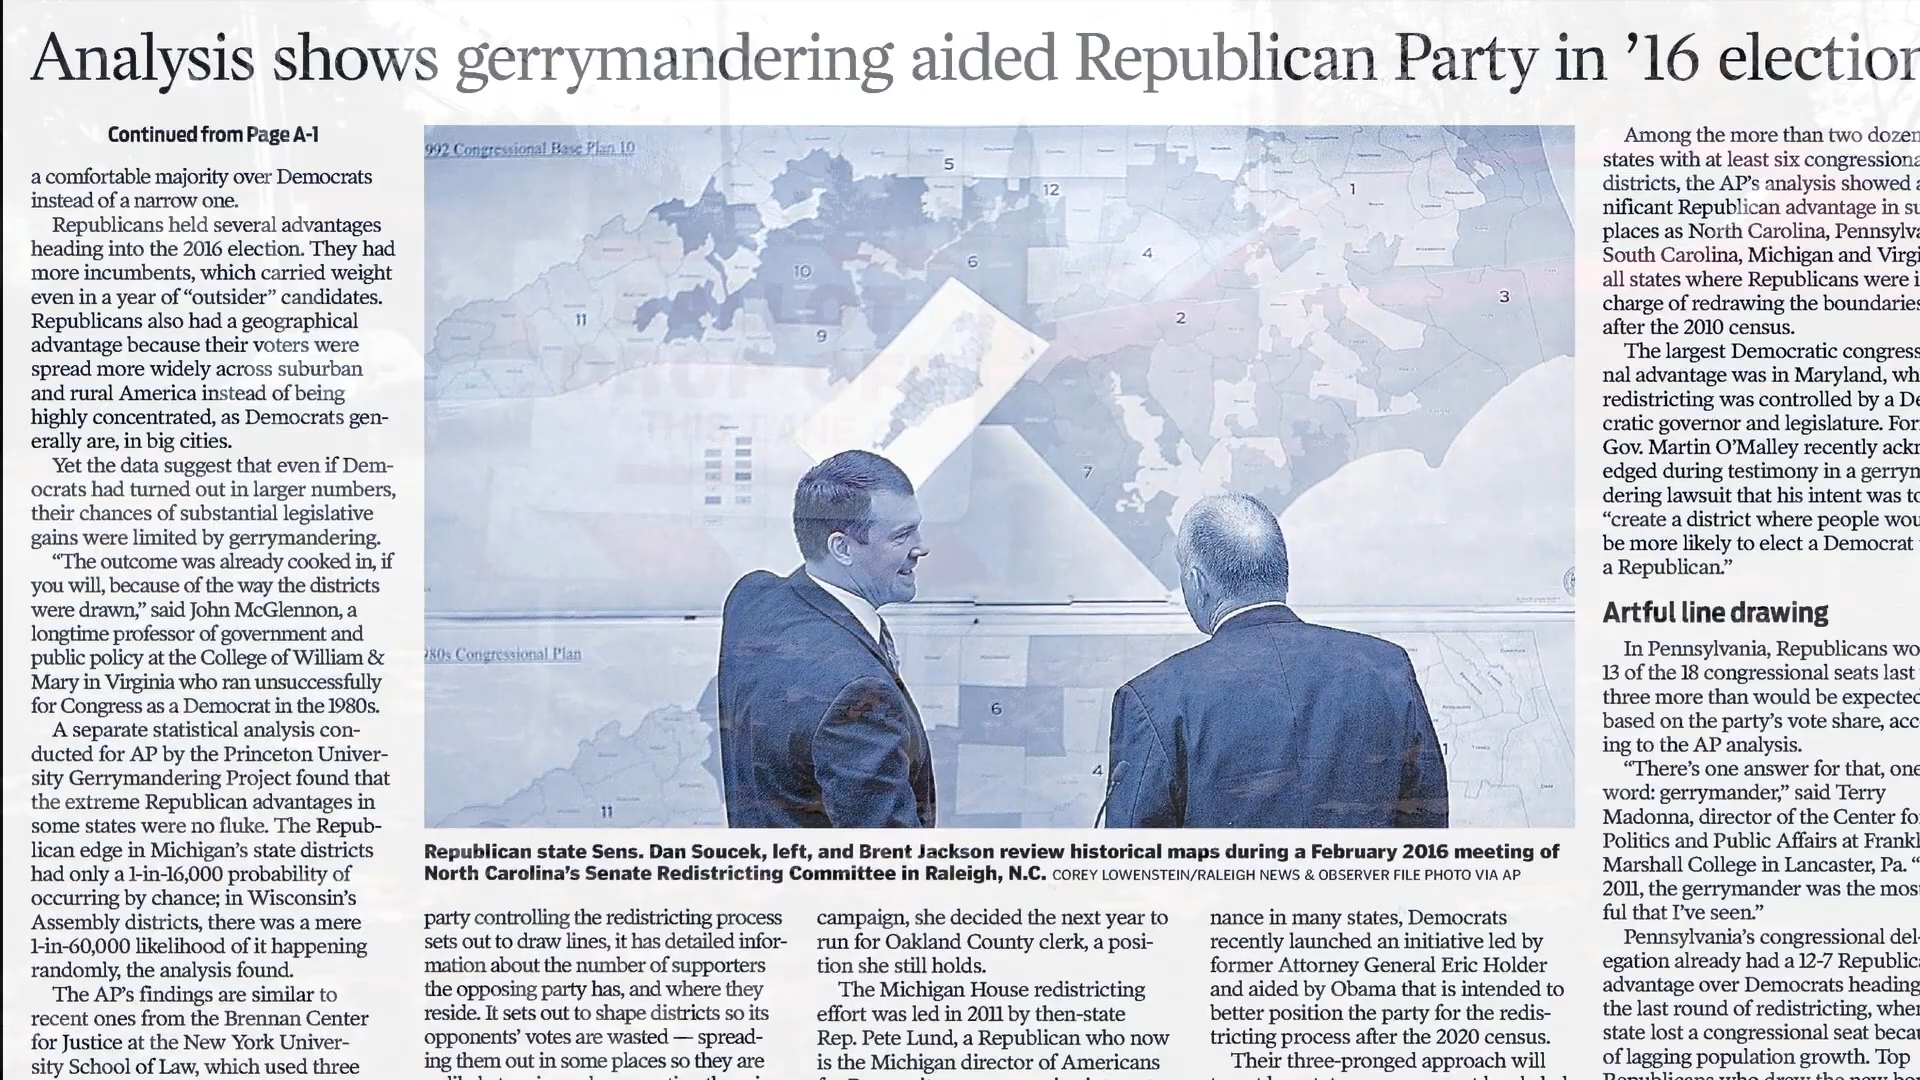 Analysis shows gerrymandering aided Republican Party in ’16 election
Continued from Page A-1
a comfortable majority over Democrats
instead of a narrow one.
Republicans held several advantages
heading into the 2016 election. They had
more incumbents, which carried weight
even in a year of “outsider” candidates.
Republicans also had a geographical
advantage because their voters were
spread more widely across suburban
and rural America instead of being
highly concentrated, as Democrats gen-
erally are, in big cities.
Yet the data suggest that even if Dem-
ocrats had turned out in larger numbers,
their chances of substantial legislative
gains were limited by gerrymandering.
“The outcome was already cooked in, if
you will, because of the way the districts
were drawn,” said John McGlennon, a
longtime professor of government and
public policy at the College of William &
Mary in Virginia who ran unsuccessfully
for Congress as a Democrat in the 1980s.
A separate statistical analysis con-
ducted for AP by the Princeton Univer-
sity Gerrymandering Project found that
the extreme Republican advantages in
some states were no fluke. The Repub-
lican edge in Michigan’s state districts
had only a 1-in-16,000 probability of
occurring by chance; in Wisconsin’s
Assembly districts, there was a mere
1-in-60,000 likelihood of it happening
randomly, the analysis found.
The AP’s findings are similar to
recent ones from the Brennan Center
for Justice at the New York Univer-
sity School of Law, which used three
992 Congressional Base Plan 10
5
12
1
4
6
10
3
11
2
9
7
THIS LANE
80s Congressional Plan
6
1
4
11
Republican state Sens. Dan Soucek, left, and Brent Jackson review historical maps during a February 2016 meeting of
North Carolina’s Senate Redistricting Committee in Raleigh, N.C. COREY LOWENSTEIN/RALEIGH NEWS & OBSERVER FILE PHOTO VIA AP
party controlling the redistricting process
sets out to draw lines, it has detailed infor-
mation about the number of supporters
the opposing party has, and where they
reside. It sets out to shape districts so its
opponents’ votes are wasted — spread-
ing them out in some places so they are
campaign, she decided the next year to
run for Oakland County clerk, a posi-
tion she still holds.
The Michigan House redistricting
effort was led in 2011 by then-state
Rep. Pete Lund, a Republican who now
is the Michigan director of Americans
nance in many states, Democrats
recently launched an initiative led by
former Attorney General Eric Holder
and aided by Obama that is intended to
better position the party for the redis-
tricting process after the 2020 census.
Their three-pronged approach will
Among the more than two dozen
states with at least six congressiona
districts, the AP’s analysis showed a
nificant Republican advantage in su
places as North Carolina, Pennsylva
South Carolina, Michigan and Virgi
all states where Republicans were i
charge of redrawing the boundaries
after the 2010 census.
The largest Democratic congress
nal advantage was in Maryland, wh
redistricting was controlled by a De
cratic governor and legislature. For
Gov. Martin O’Malley recently ackn
edged during testimony in a gerrym
dering lawsuit that his intent was to
“create a district where people wou
be more likely to elect a Democrat
a Republican.”
Artful line drawing
In Pennsylvania, Republicans wo
13 of the 18 congressional seats last
three more than would be expected
based on the party’s vote share, acc
ing to the AP analysis.
“There’s one answer for that, one
word: gerrymander,” said Terry
Madonna, director of the Center fo
Politics and Public Affairs at Frankl
Marshall College in Lancaster, Pa. “
2011, the gerrymander was the mos
ful that I’ve seen.”
Pennsylvania’s congressional del-
egation already had a 12-7 Republica
advantage over Democrats heading
the last round of redistricting, when
state lost a congressional seat becau
of lagging population growth. Top